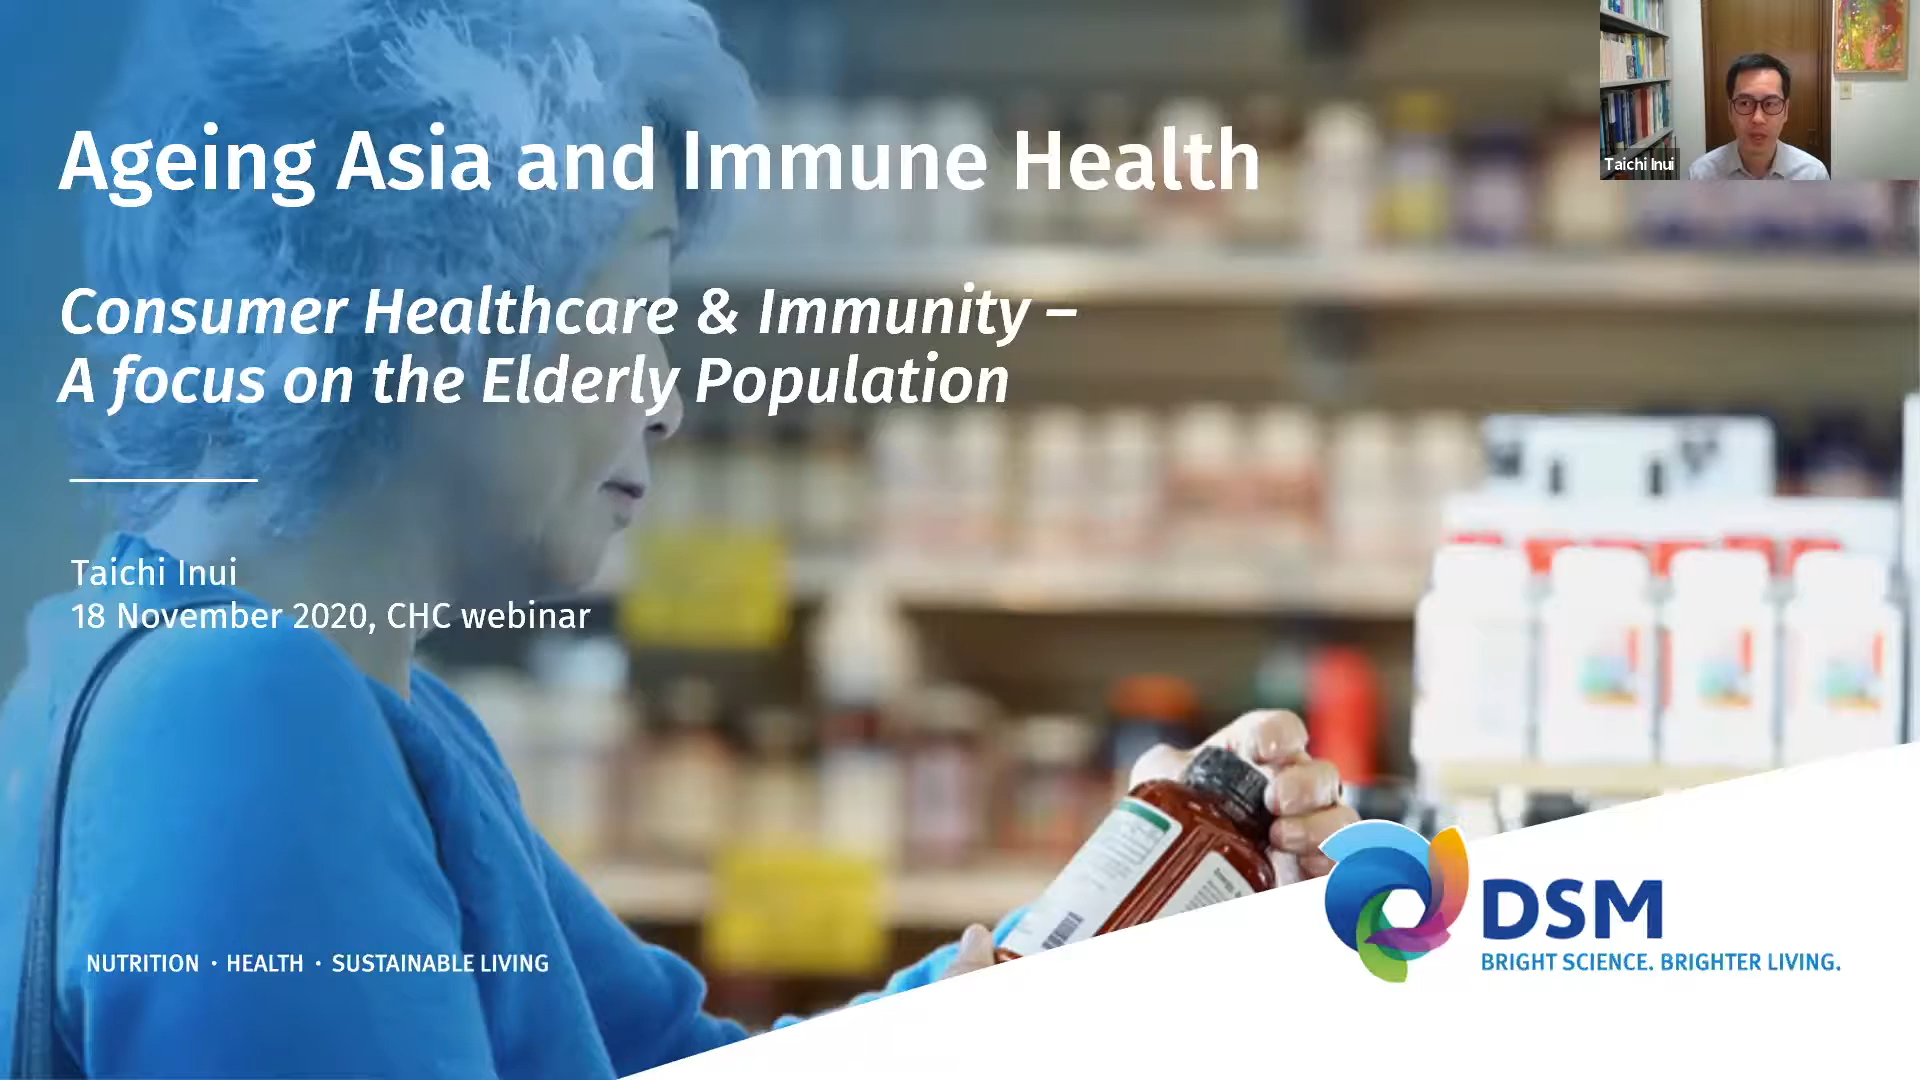 Ageing Asia and Immune Health
Taichi Inui
Consumer Healthcare & Immunity –
A focus on the Elderly Population
Taichi Inui
18 November 2020, CHC webinar
NUTRITION · HEALTH · SUSTAINABLE LIVING
DSM
BRIGHT SCIENCE. BRIGHTER LIVING.